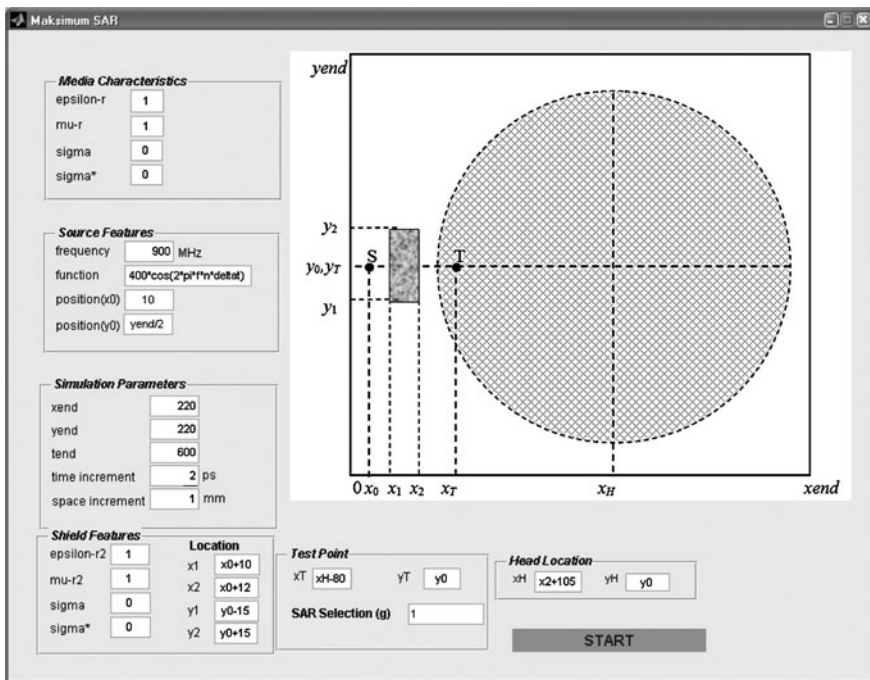 Maksimum SAR
Media Characteristics
epsilon-r 1
mu-r 1
sigma 0
sigma* 0
Source Features
frequency 900 MHz
function 400*cos(2*pi*f*n*deltat)
position(x0) 10
position(y0) yend/2
Simulation Parameters
xend 220
yend 220
tend 600
time increment 2 ps
space increment 1 mm
Shield Features
epsilon-r2 1
mu-r2 1
sigma 0
sigma* 0
Location
x1 x0+10
x2 x0+12
y1 y0-15
y2 y0+15
yend
y2
S
T
y0,yT
y1
0 x0 x1 x2 xT xH xend
Test Point
xT xH-80 yT y0
SAR Selection (g) 1
Head Location
xH x2+105 yH y0
START